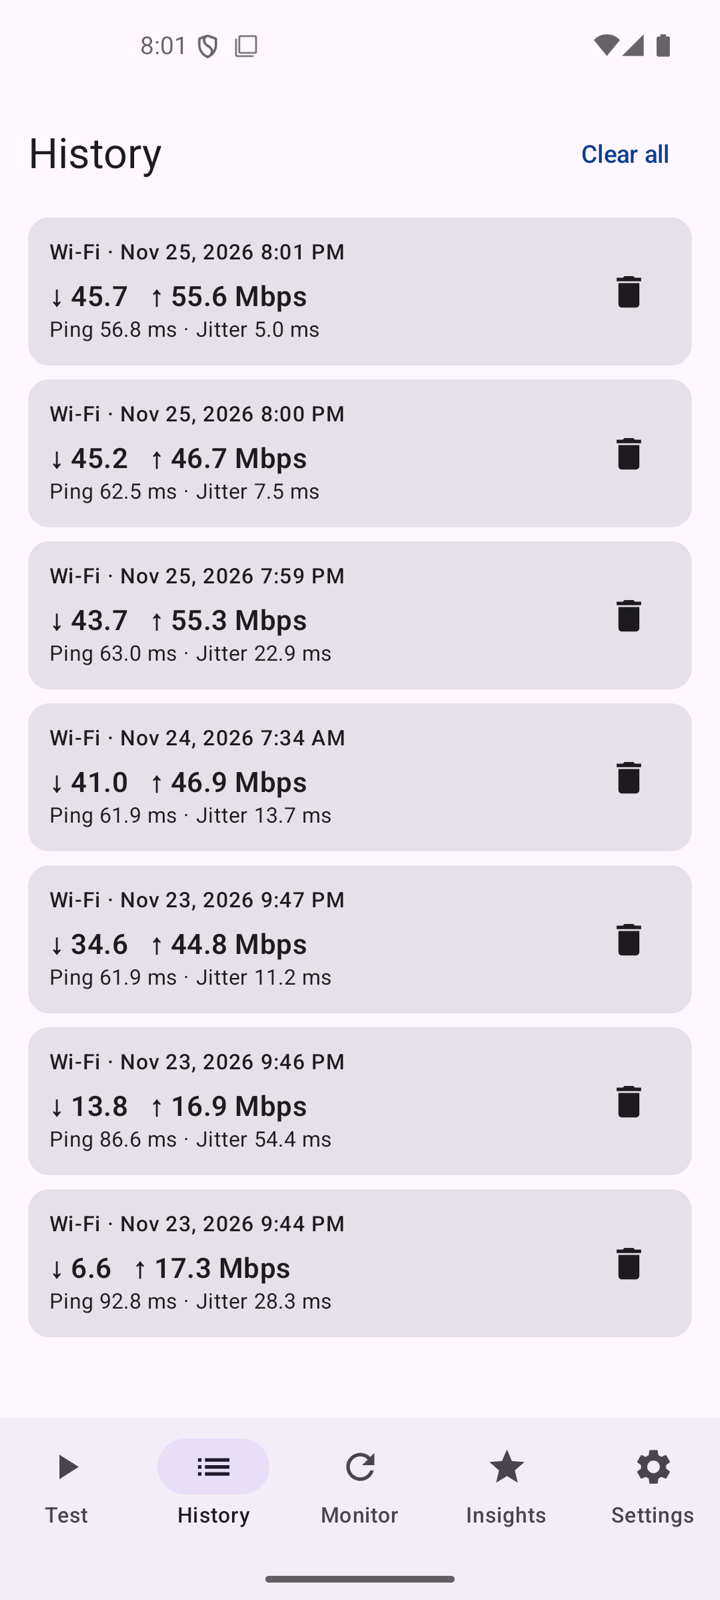 8:01
History
Clear all
Wi-Fi · Nov 25, 2026 8:01 PM
↓ 45.7 ↑ 55.6 Mbps
Ping 56.8 ms · Jitter 5.0 ms
Wi-Fi · Nov 25, 2026 8:00 PM
↓ 45.2 ↑ 46.7 Mbps
Ping 62.5 ms · Jitter 7.5 ms
Wi-Fi · Nov 25, 2026 7:59 PM
↓ 43.7 ↑ 55.3 Mbps
Ping 63.0 ms · Jitter 22.9 ms
Wi-Fi · Nov 24, 2026 7:34 AM
↓ 41.0 ↑ 46.9 Mbps
Ping 61.9 ms · Jitter 13.7 ms
Wi-Fi · Nov 23, 2026 9:47 PM
↓ 34.6 ↑ 44.8 Mbps
Ping 61.9 ms · Jitter 11.2 ms
Wi-Fi · Nov 23, 2026 9:46 PM
↓ 13.8 ↑ 16.9 Mbps
Ping 86.6 ms · Jitter 54.4 ms
Wi-Fi · Nov 23, 2026 9:44 PM
↓ 6.6 ↑ 17.3 Mbps
Ping 92.8 ms · Jitter 28.3 ms
Test
History
Monitor
Insights
Settings